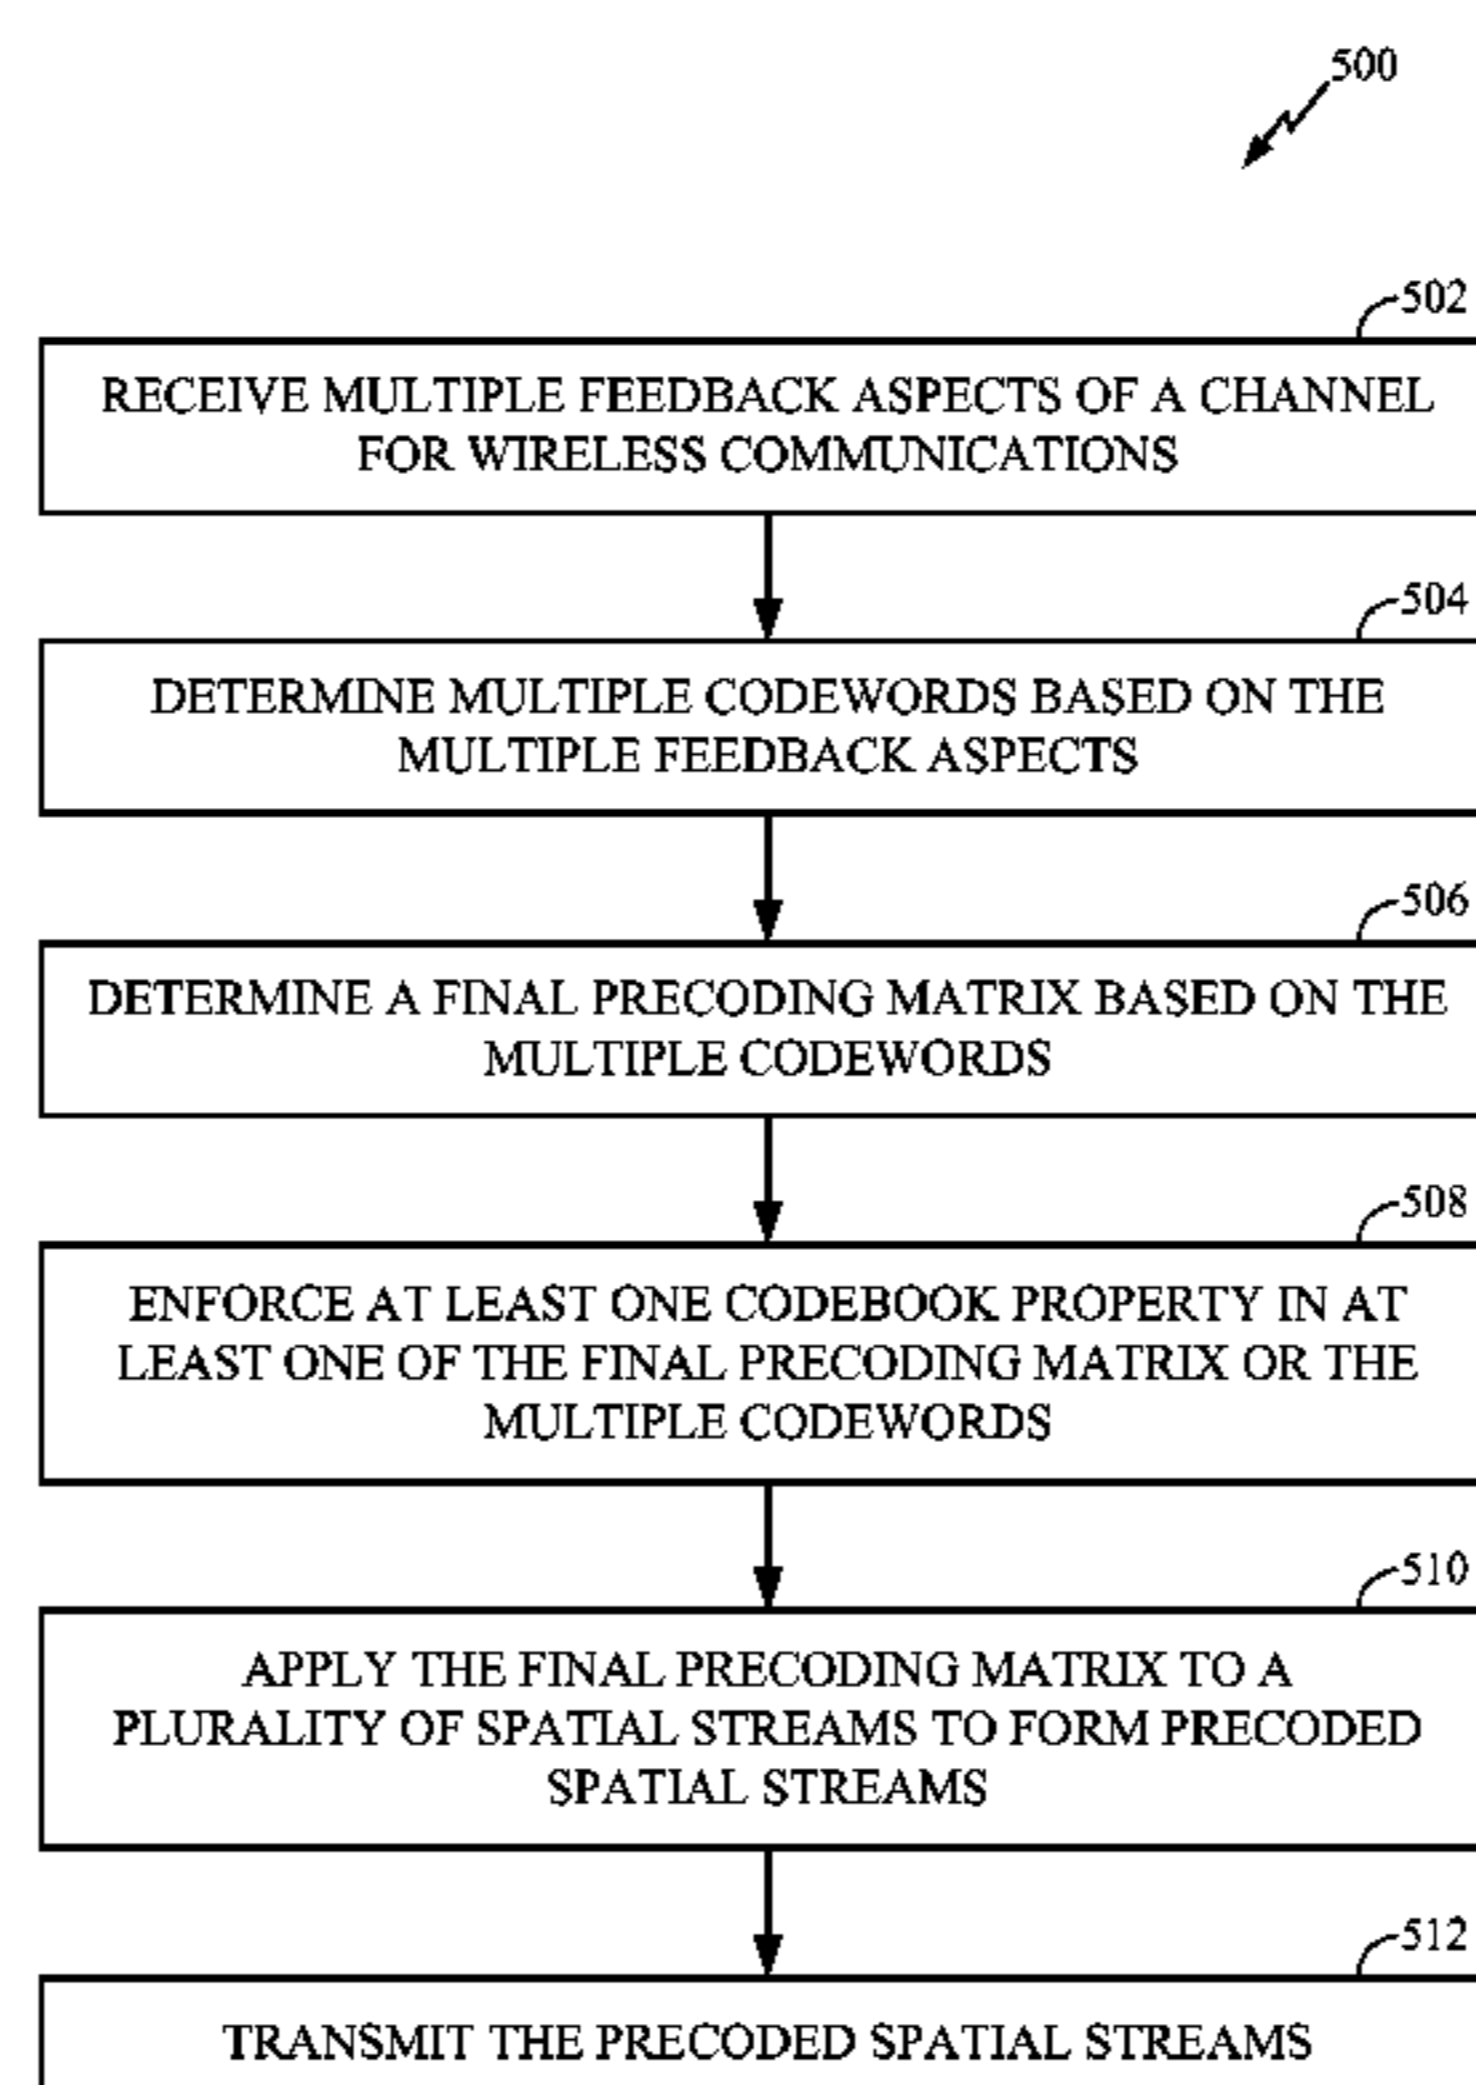 500
502
RECEIVE MULTIPLE FEEDBACK ASPECTS OF A CHANNEL
FOR WIRELESS COMMUNICATIONS
504
DETERMINE MULTIPLE CODEWORDS BASED ON THE
MULTIPLE FEEDBACK ASPECTS
506
DETERMINE A FINAL PRECODING MATRIX BASED ON THE
MULTIPLE CODEWORDS
508
ENFORCE AT LEAST ONE CODEBOOK PROPERTY IN AT
LEAST ONE OF THE FINAL PRECODING MATRIX OR THE
MULTIPLE CODEWORDS
510
APPLY THE FINAL PRECODING MATRIX TO A
PLURALITY OF SPATIAL STREAMS TO FORM PRECODED
SPATIAL STREAMS
512
TRANSMIT THE PRECODED SPATIAL STREAMS